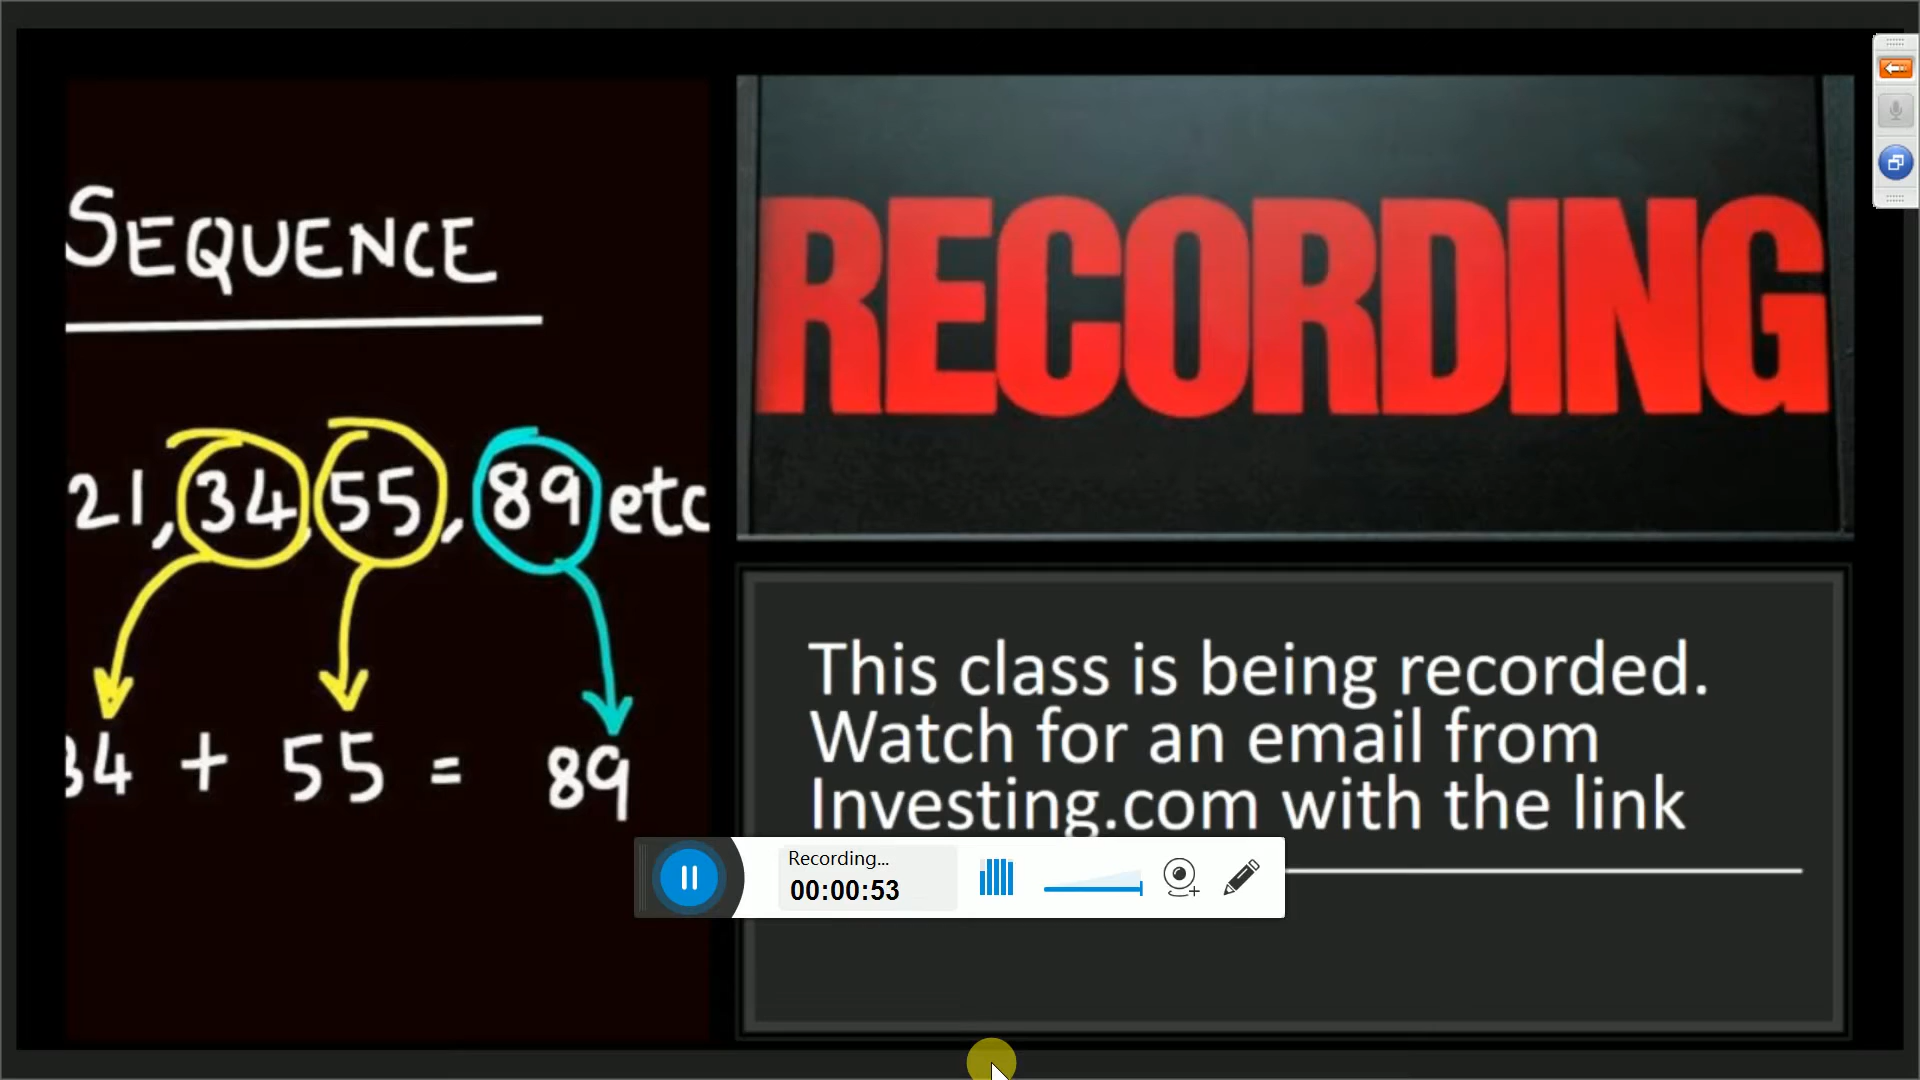 SEQUENCE
21, 34, 55, 89 etc
34 + 55 = 89
RECORDING
This class is being recorded.
Watch for an email from
Investing.com with the link
Recording...
00:00:53